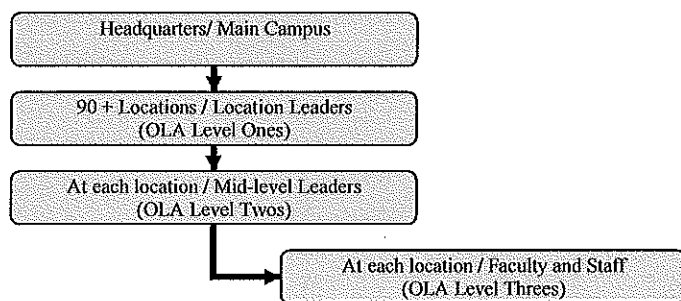 Headquarters/ Main Campus
90 + Locations / Location Leaders
(OLA Level Ones)
At each location / Mid-level Leaders
(OLA Level Twos)
At each location / Faculty and Staff
(OLA Level Threes)